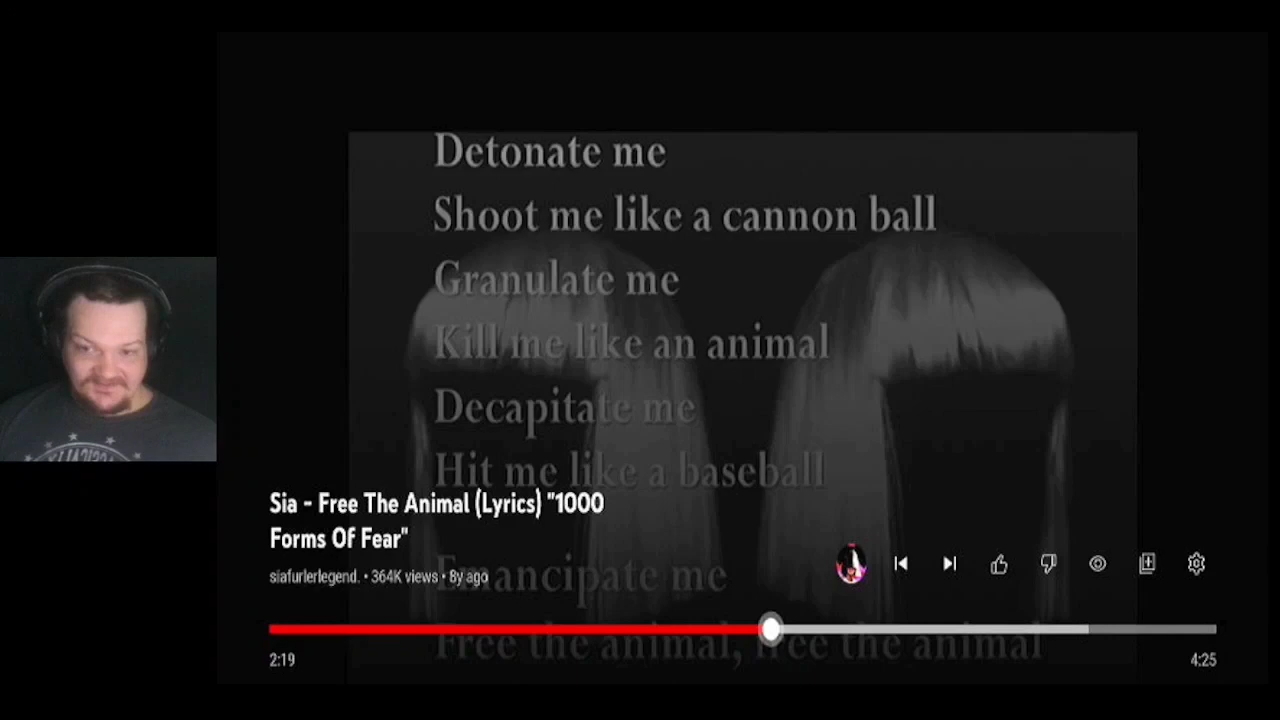 Detonate me
Shoot me like a cannon ball
Granulate me
Kill me like an animal
Decapitate me
Hit me like a baseball
Sia - Free The Animal (Lyrics) "1000
Forms Of Fear"
siafurlerlegend. • 364K views • 8y ago
Emancipate me
Free the animal, free the animal
2:19
4:25